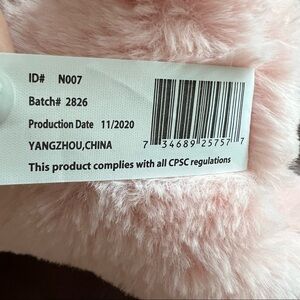 ID# N007
Batch# 2826
Production Date 11/2020
YANGZHOU,CHINA
7 34689 25757 7
This product complies with all CPSC regulations